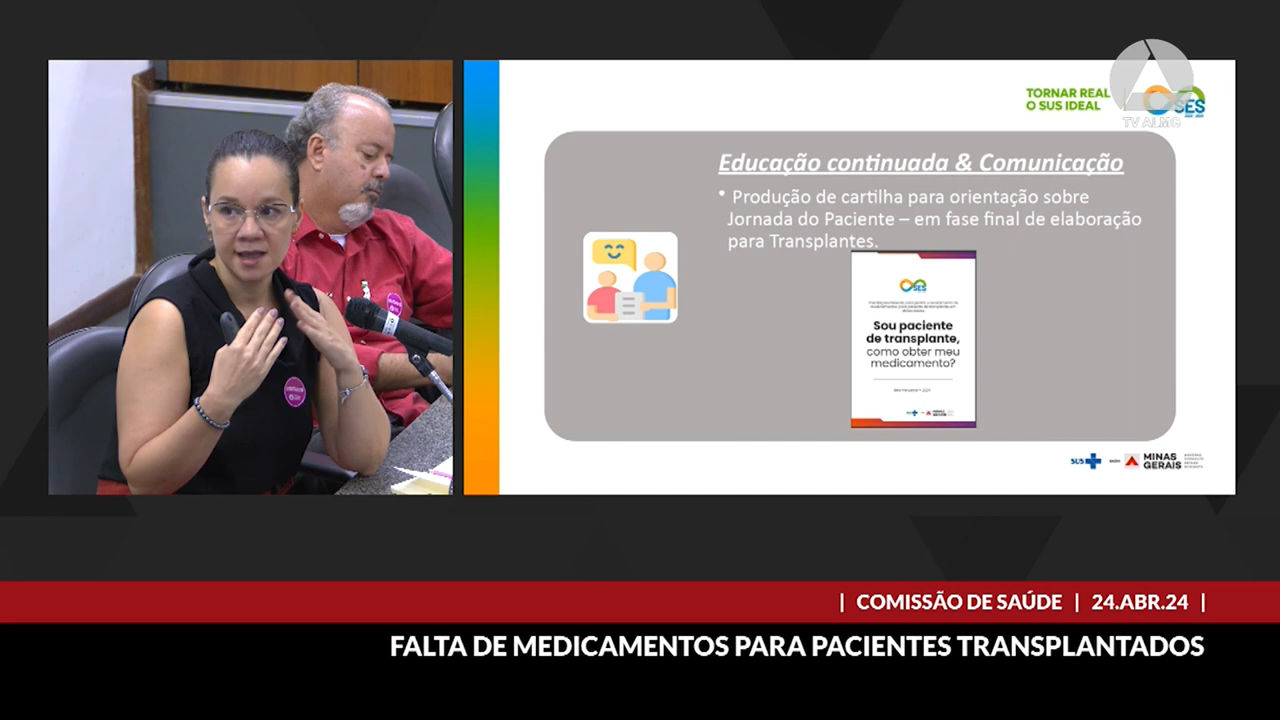 TORNAR REAL
O SUS IDEAL
SES
TV ALMG
Educação continuada & Comunicação
• Produção de cartilha para orientação sobre
Jornada do Paciente – em fase final de elaboração
para Transplantes.
SES
Sou paciente
de transplante,
como obter meu
medicamento?
SUS
MINAS
GERAIS
| COMISSÃO DE SAÚDE | 24.ABR.24 |
FALTA DE MEDICAMENTOS PARA PACIENTES TRANSPLANTADOS